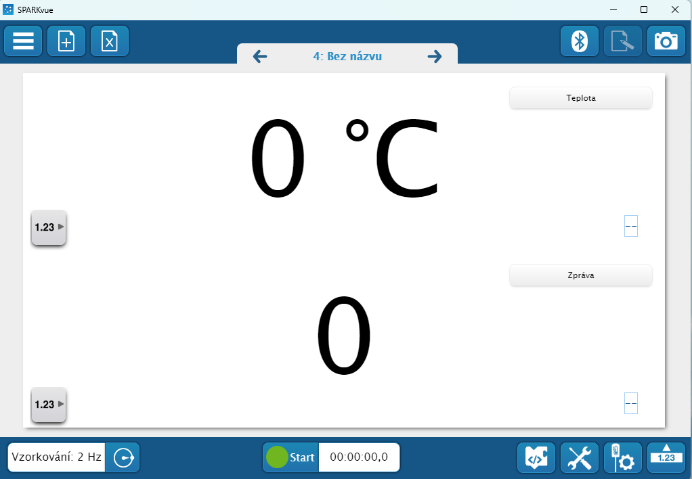 SPARKvue
4: Bez názvu
Teplota
0 °C
1.23
--
Zpráva
0
1.23
--
Vzorkování: 2 Hz
Start
00:00:00,0
1.23